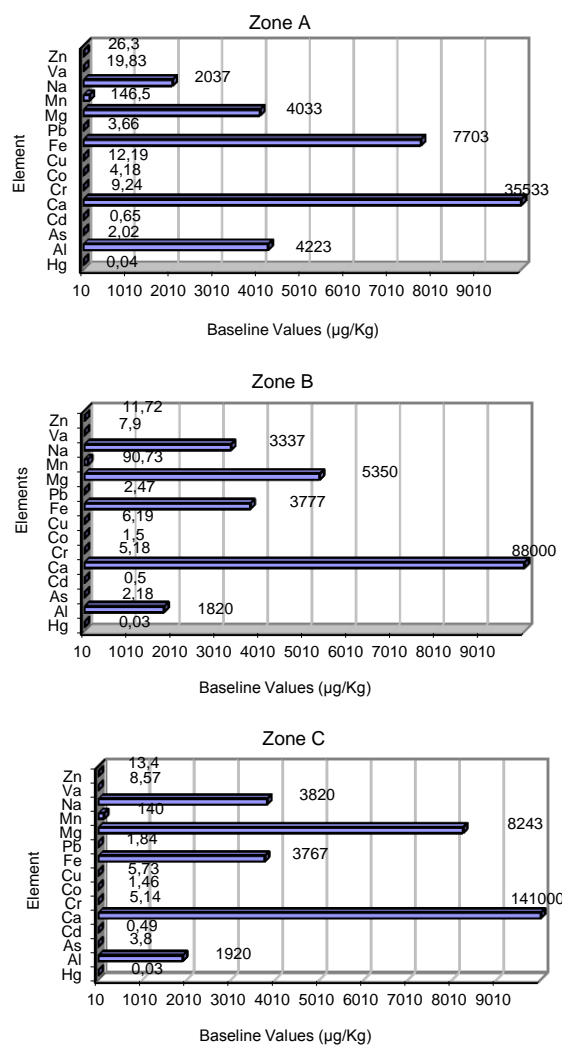 Zone A
26,3
Zn
19,83
Va
2037
Na
146,5
Mn
4033
Mg
3,66
Pb
7703
Fe
12,19
Cu
4,18
Co
9,24
Cr
35533
Ca
0,65
Cd
2,02
As
4223
Al
0,04
Hg
Element
10 1010 2010 3010 4010 5010 6010 7010 8010 9010
Baseline Values (µg/Kg)
Zone B
11,72
Zn
7,9
Va
3337
Na
90,73
Mn
5350
Mg
2,47
Pb
3777
Fe
6,19
Cu
1,5
Co
5,18
Cr
88000
Ca
0,5
Cd
2,18
As
1820
Al
0,03
Hg
Elements
10 1010 2010 3010 4010 5010 6010 7010 8010 9010
Baseline Values (µg/Kg)
Zone C
13,4
Zn
8,57
Va
3820
Na
140
Mn
8243
Mg
1,84
Pb
3767
Fe
5,73
Cu
1,46
Co
5,14
Cr
141000
Ca
0,49
Cd
3,8
As
1920
Al
0,03
Hg
Element
10 1010 2010 3010 4010 5010 6010 7010 8010 9010
Baseline Values (µg/Kg)